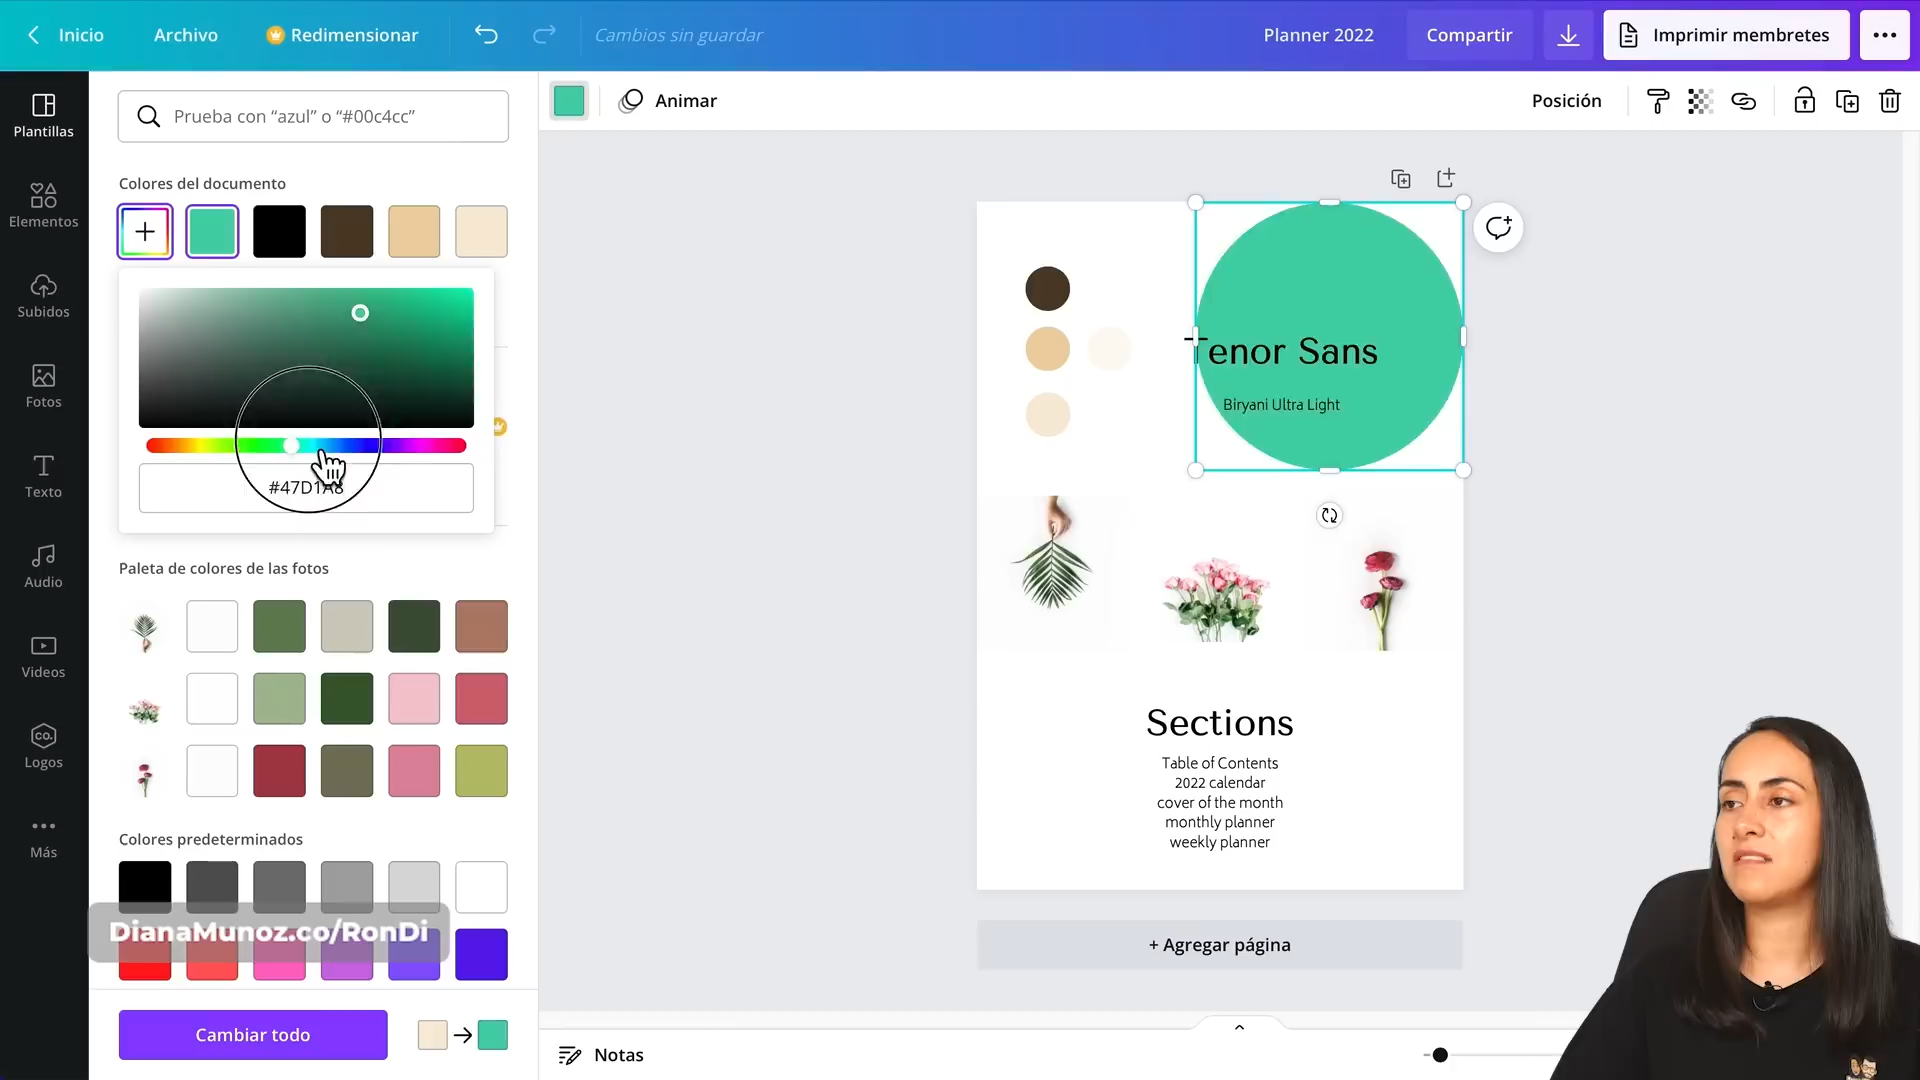 Inicio
Archivo
Redimensionar
Cambios sin guardar
Planner 2022
Compartir
Imprimir membretes
Plantillas
Elementos
Subidos
Fotos
Texto
Audio
Videos
CO.
Logos
Más
Prueba con “azul” o “#00c4cc”
Colores del documento
#47D1A8
Paleta de colores de las fotos
Colores predeterminados
DianaMunoz.co/RonDi
Cambiar todo
Animar
Posición
Tenor Sans
Biryani Ultra Light
Sections
Table of Contents
2022 calendar
cover of the month
monthly planner
weekly planner
+ Agregar página
Notas